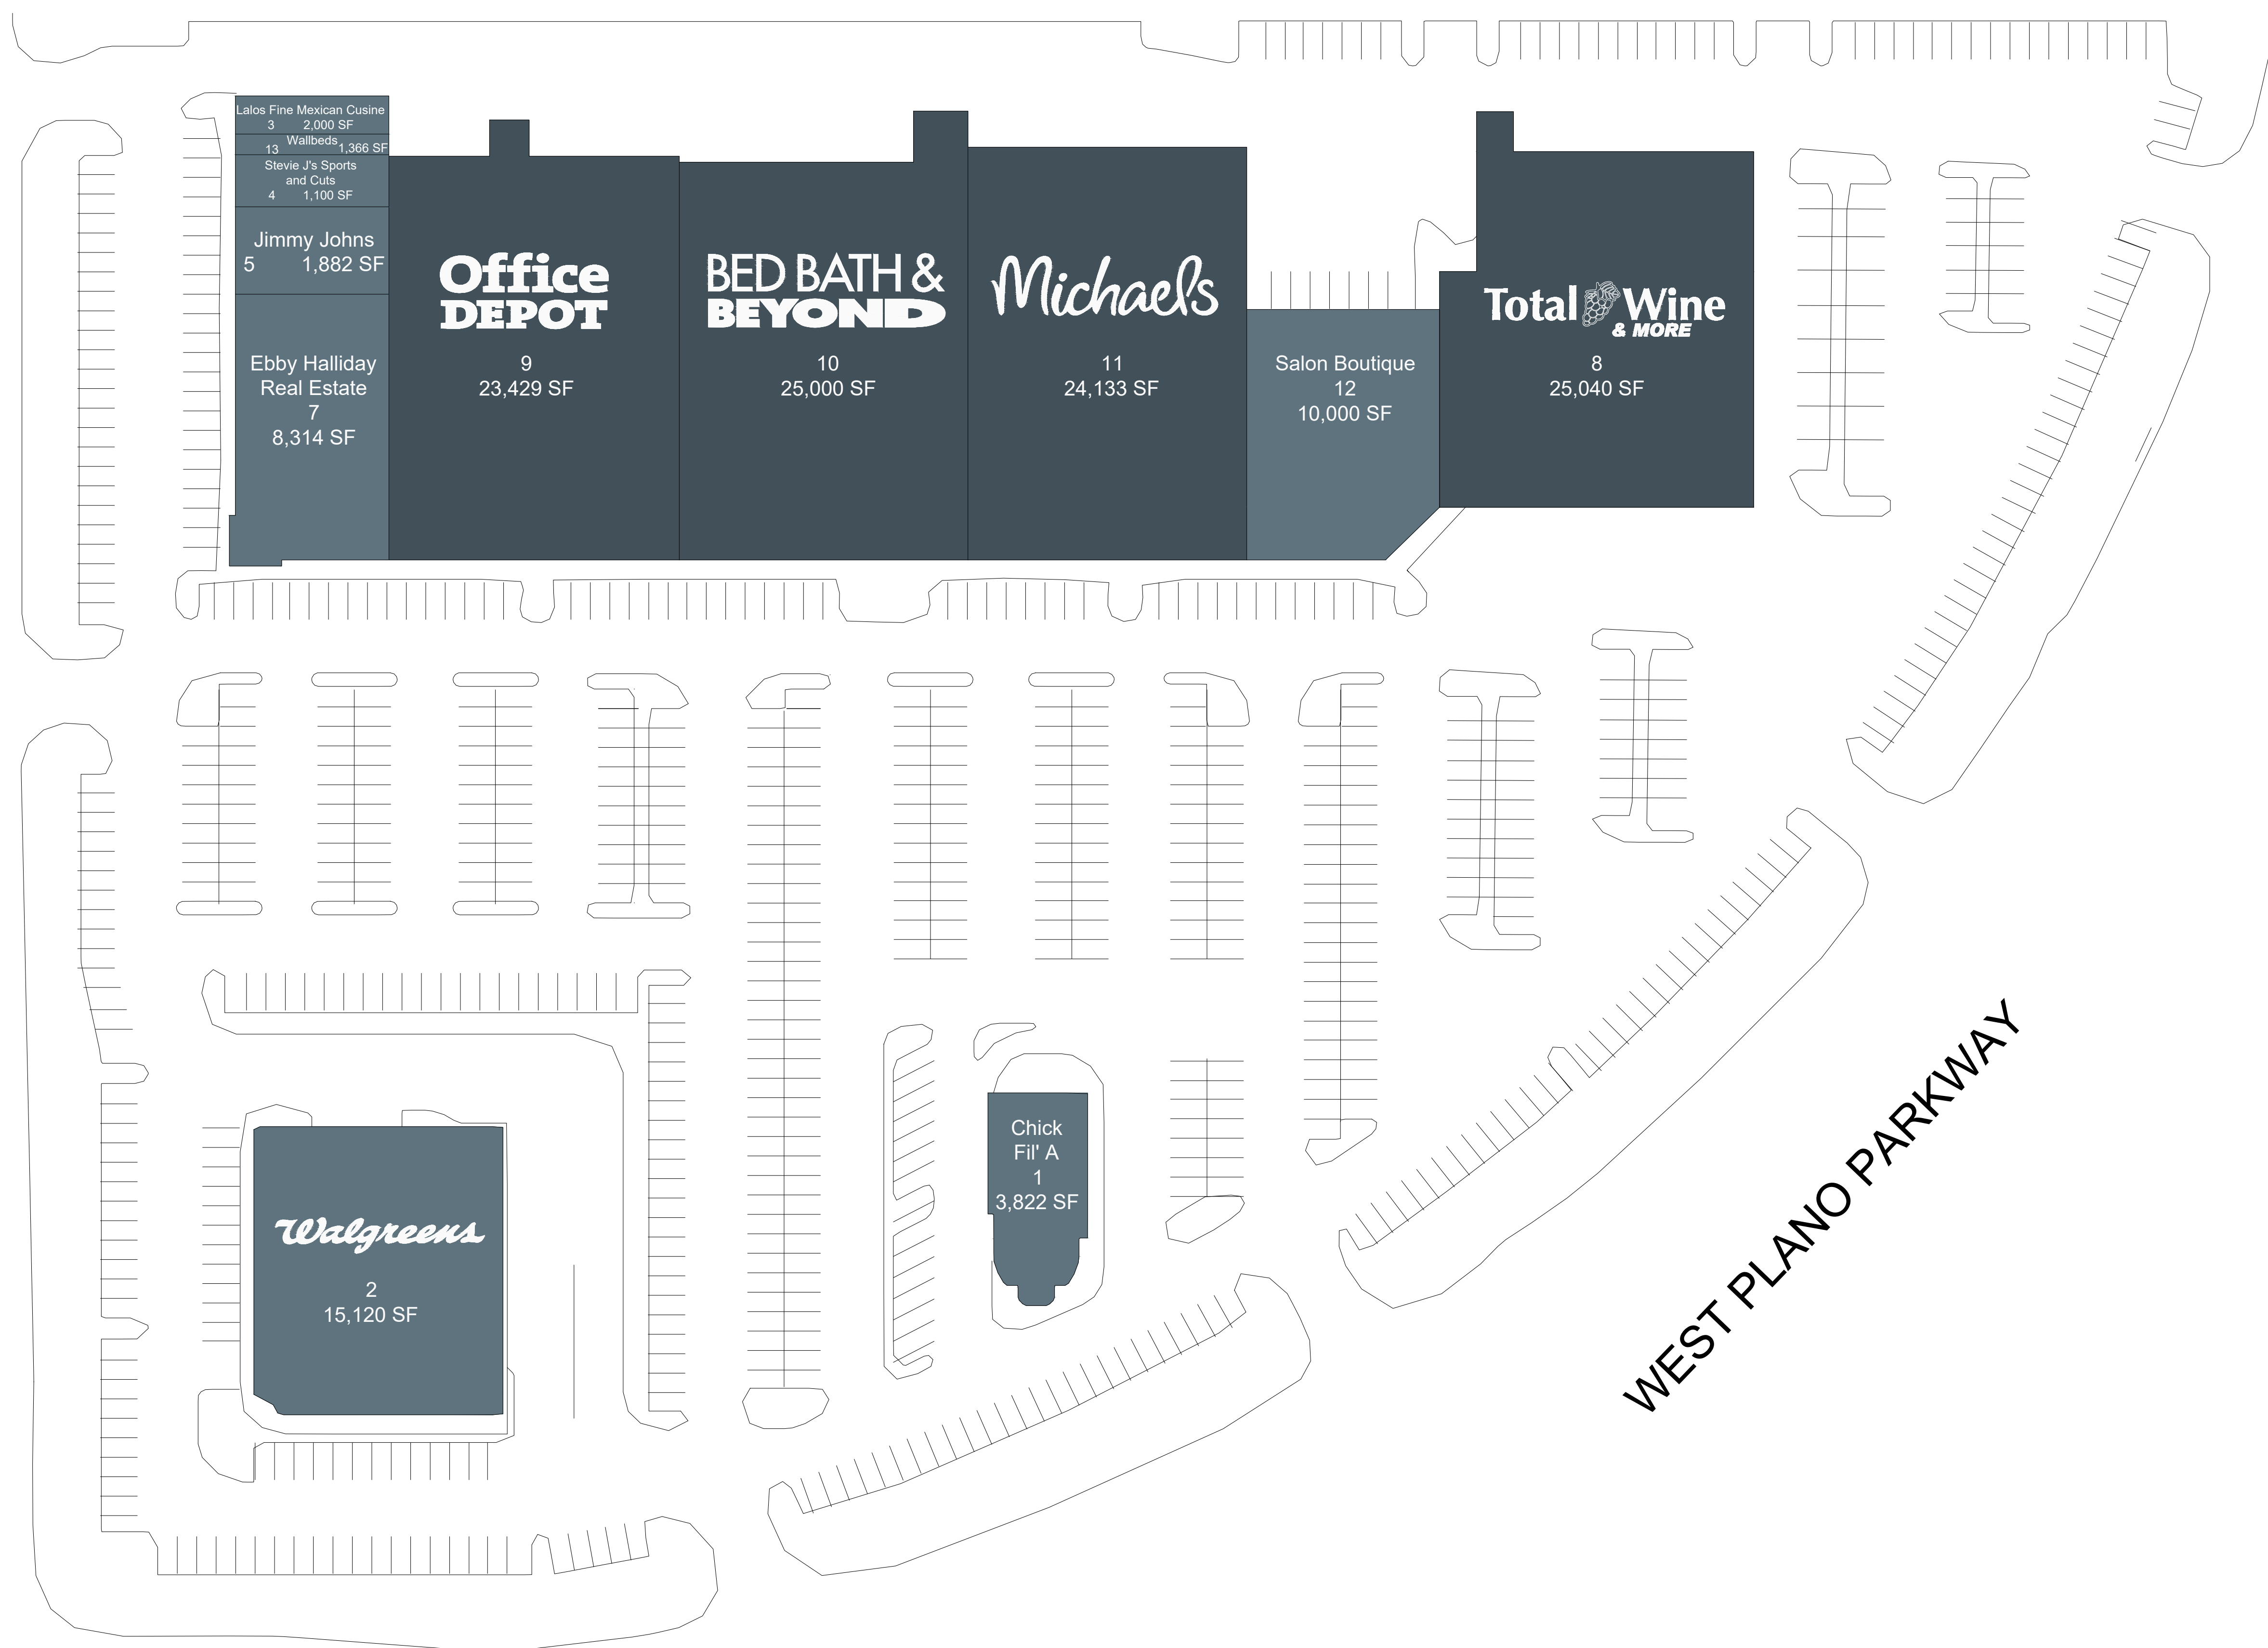 Lalos Fine Mexican Cusine
3 2,000 SF
Wallbeds
13 1,366 SF
Stevie J's Sports
and Cuts
4 1,100 SF
Jimmy Johns
5 1,882 SF
Ebby Halliday
Real Estate
7
8,314 SF
Office
DEPOT
9
23,429 SF
BED BATH &
BEYOND
10
25,000 SF
Michaels
11
24,133 SF
Salon Boutique
12
10,000 SF
Total Wine
& MORE
8
25,040 SF
Chick
Fil' A
1
3,822 SF
Walgreens
2
15,120 SF
WEST PLANO PARKWAY